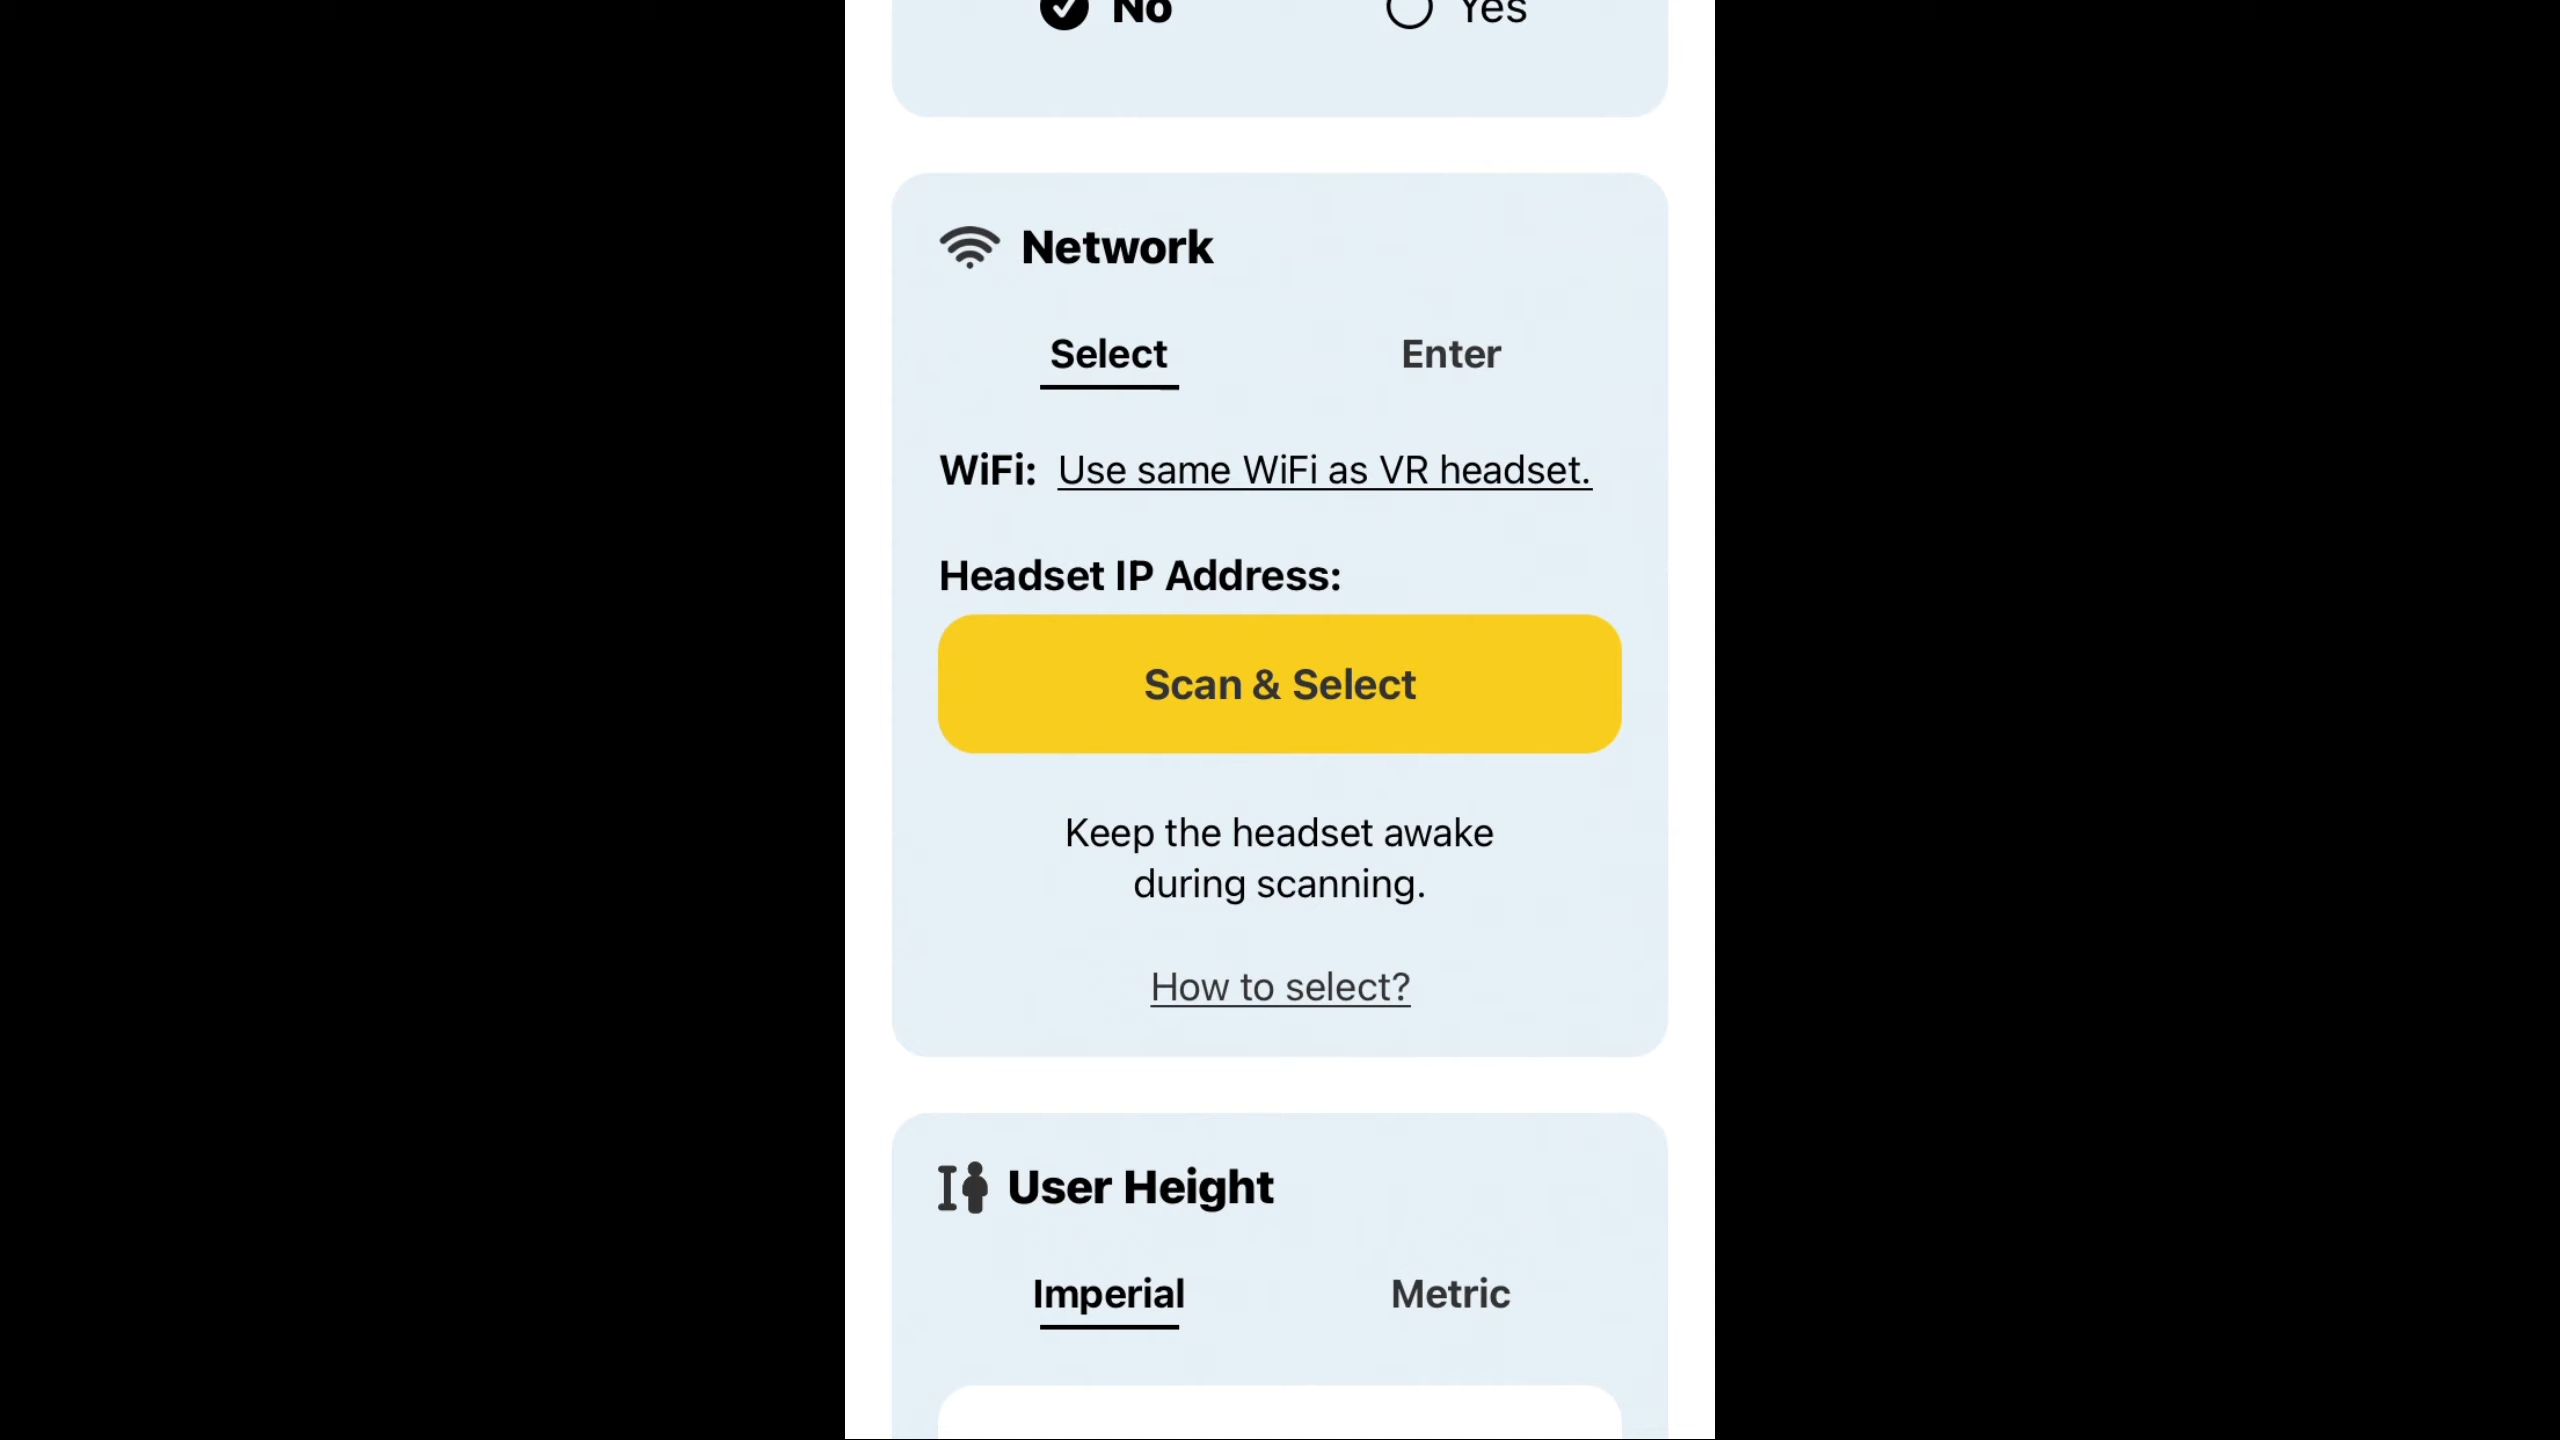 No Yes
Network
Select Enter
WiFi: Use same WiFi as VR headset.
Headset IP Address:
Scan & Select
Keep the headset awake
during scanning.
How to select?
User Height
Imperial Metric